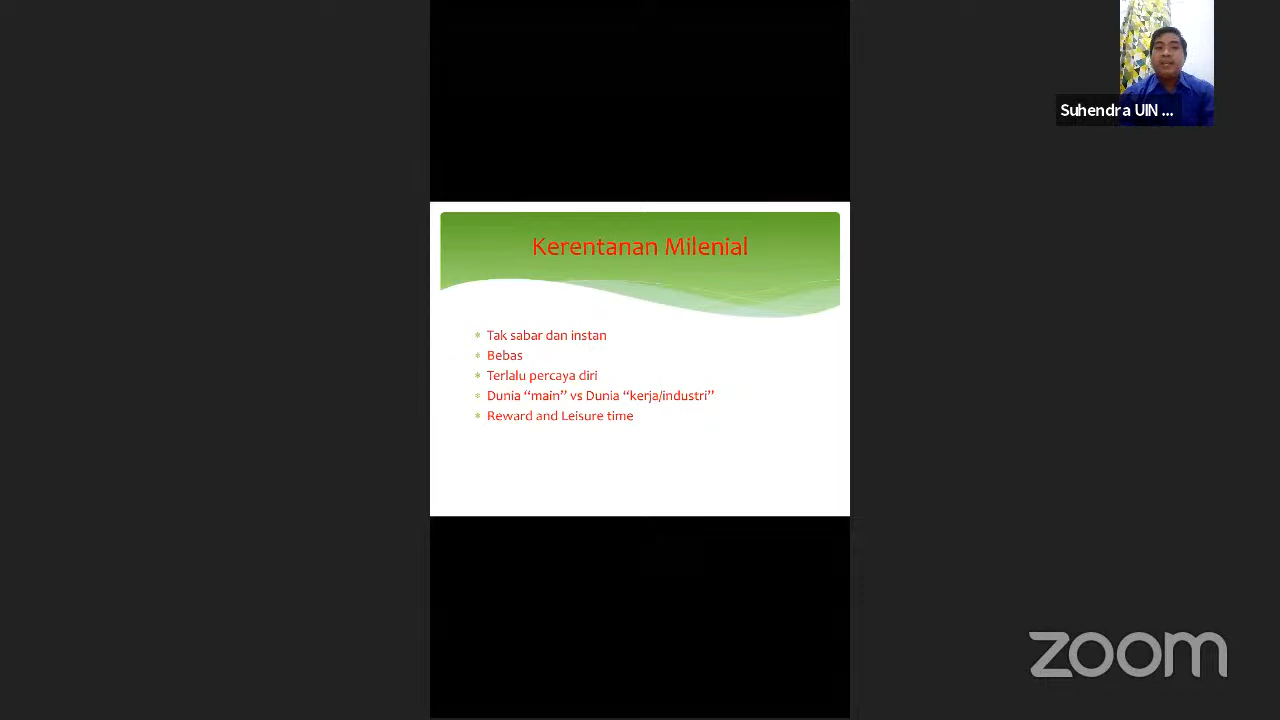 Suhendra UIN ...
Kerentanan Milenial
Tak sabar dan instan
Bebas
Terlalu percaya diri
Dunia “main” vs Dunia “kerja/industri”
Reward and Leisure time
zoom